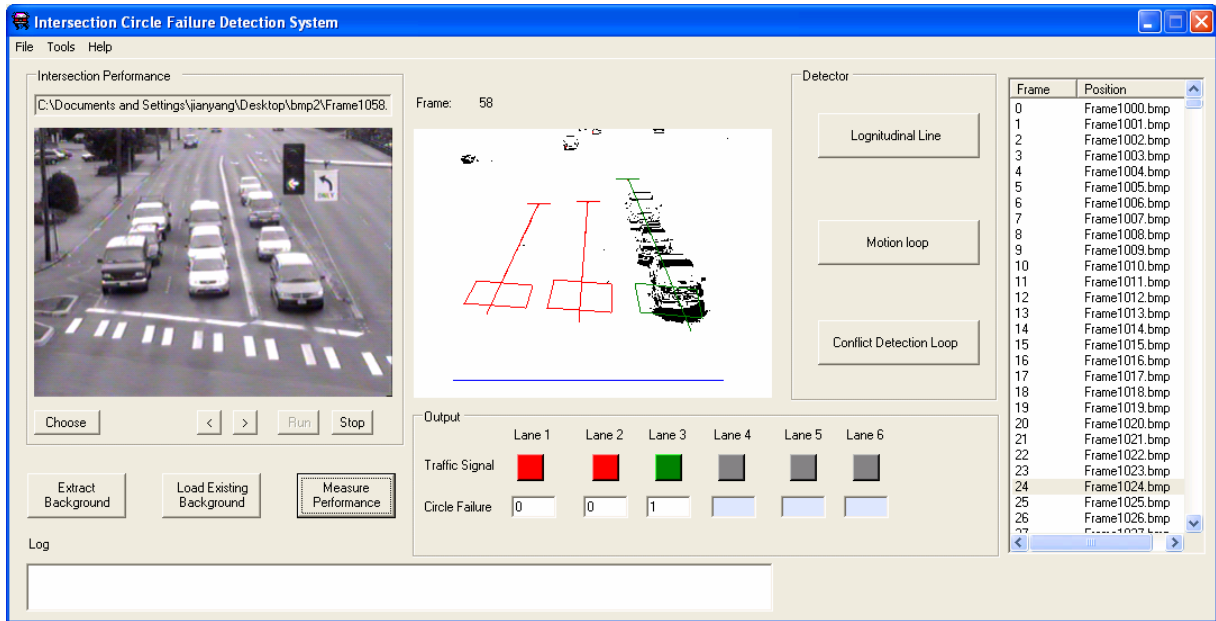 Intersection Circle Failure Detection System
File Tools Help
Intersection Performance
C:\Documents and Settings\jianyang\Desktop\bmp2\Frame1058.
ONLY
Choose
< >
Run
Stop
Extract Background
Load Existing Background
Measure Performance
Frame: 58
Detector
Lognitudinal Line
Motion loop
Conflict Detection Loop
Output
Lane 1 Lane 2 Lane 3 Lane 4 Lane 5 Lane 6
Traffic Signal
Circle Failure 0 0 1
Frame Position
0 Frame1000.bmp
1 Frame1001.bmp
2 Frame1002.bmp
3 Frame1003.bmp
4 Frame1004.bmp
5 Frame1005.bmp
6 Frame1006.bmp
7 Frame1007.bmp
8 Frame1008.bmp
9 Frame1009.bmp
10 Frame1010.bmp
11 Frame1011.bmp
12 Frame1012.bmp
13 Frame1013.bmp
14 Frame1014.bmp
15 Frame1015.bmp
16 Frame1016.bmp
17 Frame1017.bmp
18 Frame1018.bmp
19 Frame1019.bmp
20 Frame1020.bmp
21 Frame1021.bmp
22 Frame1022.bmp
23 Frame1023.bmp
24 Frame1024.bmp
25 Frame1025.bmp
26 Frame1026.bmp
27 Frame1027.bmp
Log